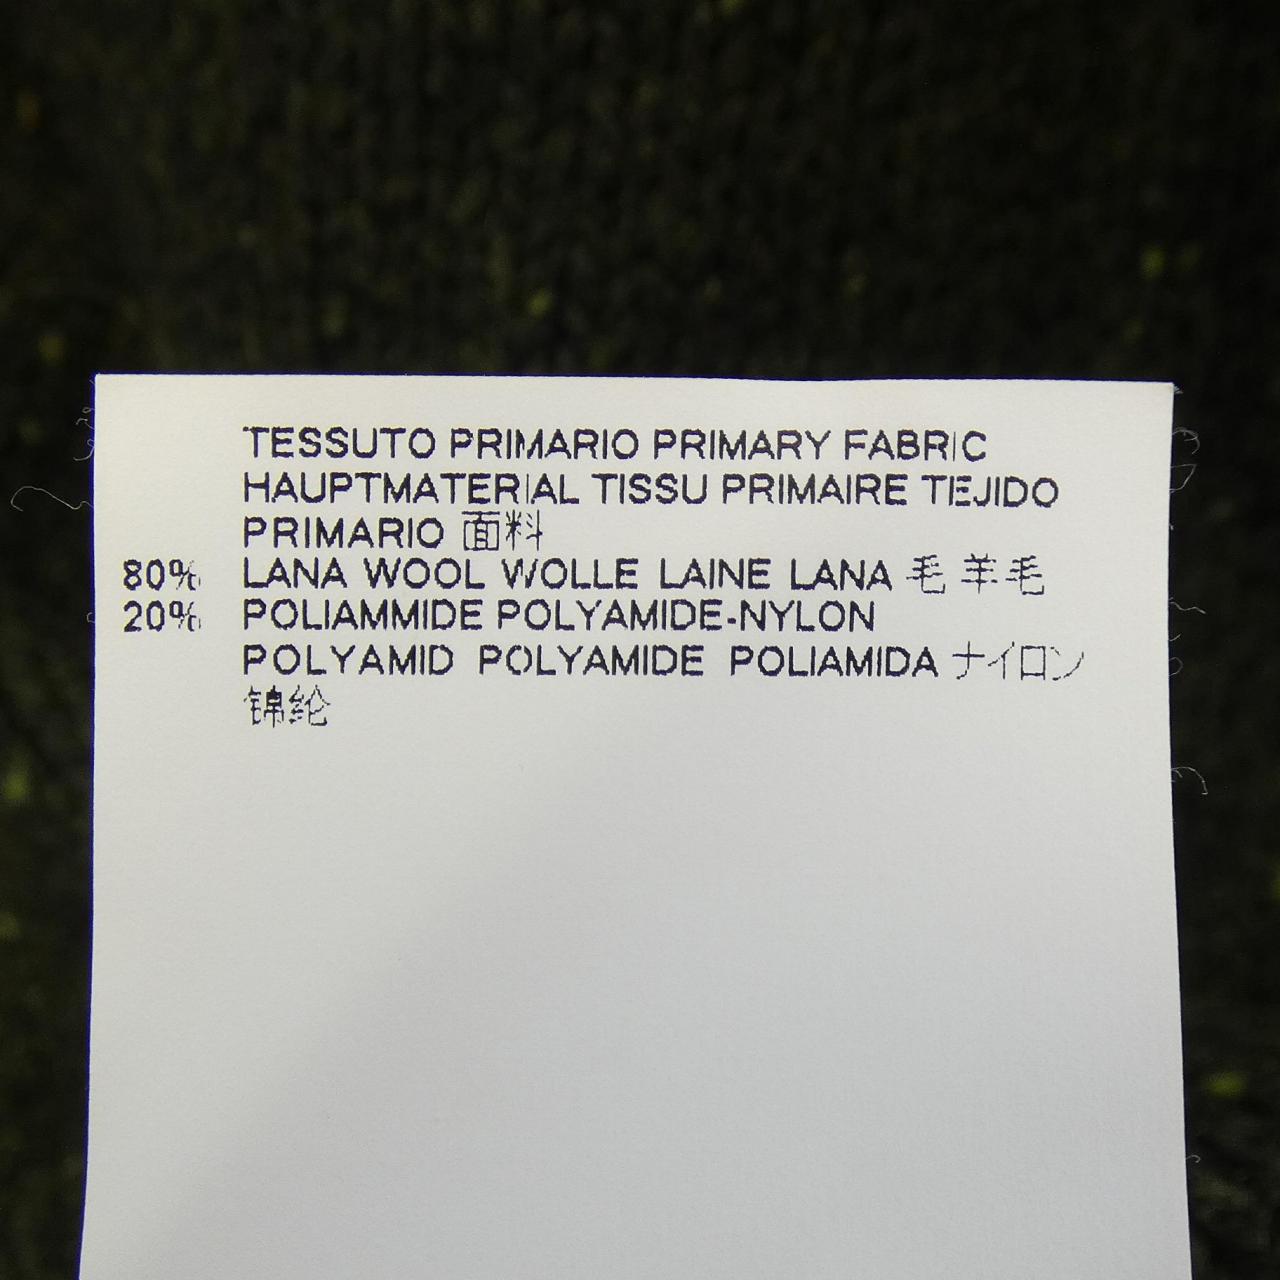 TESSUTO PRIMARIO PRIMARY FABRIC
HAUPTMATERIAL TISSU PRIMAIRE TEJIDO
PRIMARIO 面料
80% LANA WOOL WOLLE LAINE LANA 毛 羊毛
20% POLIAMMIDE POLYAMIDE-NYLON
POLYAMID POLYAMIDE POLIAMIDA ナイロン
锦纶